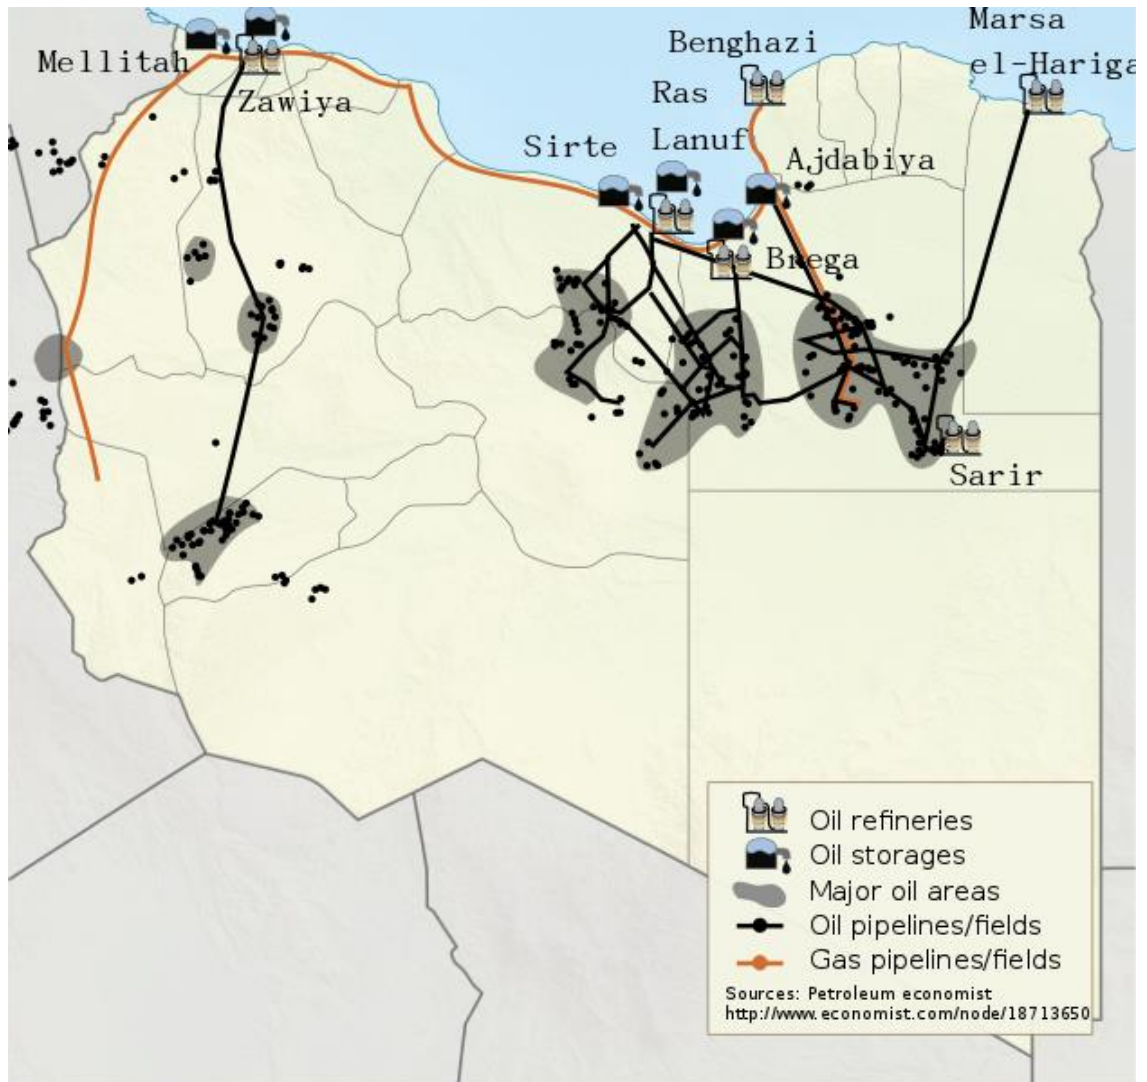 Marsa
el-Hariga
Benghazi
Mellitah
Ras
Zawiya
Lanuf
Sirte
Ajdabiya
Brega
Sarir
Oil refineries
Oil storages
Major oil areas
Oil pipelines/fields
Gas pipelines/fields
Sources: Petroleum economist
http://www.economist.com/node/18713650